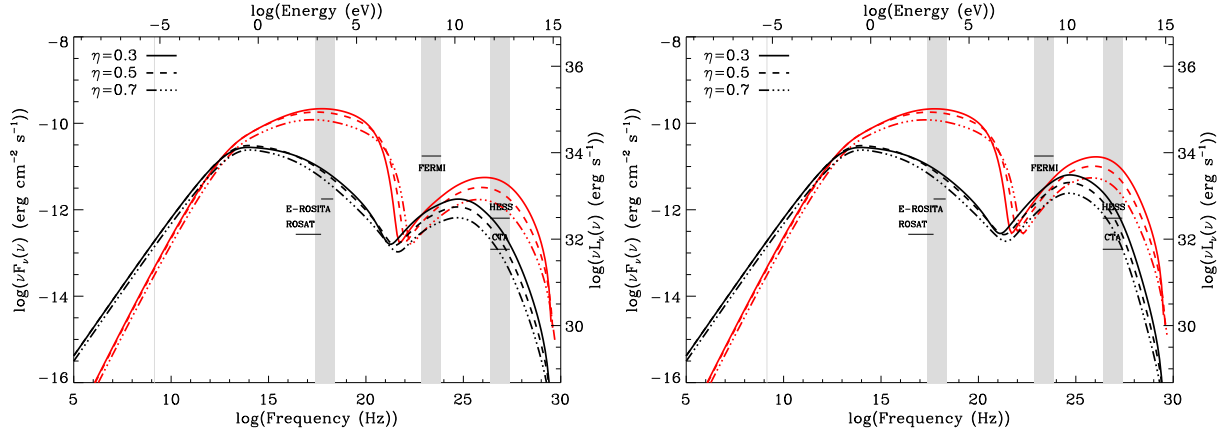 log(Energy (eV))
−5 0 5 10 15
−8
−10
−12
−14
−16
log(νFν(ν) (erg cm−2 s−1))
η=0.3
η=0.5
η=0.7
FERMI
E-ROSITA
ROSAT
HESS
CTA
36
34
32
30
log(νLν(ν) (erg s−1))
5 10 15 20 25 30
log(Frequency (Hz))
log(Energy (eV))
−5 0 5 10 15
−8
−10
−12
−14
−16
log(νFν(ν) (erg cm−2 s−1))
η=0.3
η=0.5
η=0.7
FERMI
E-ROSITA
ROSAT
HESS
CTA
36
34
32
30
log(νLν(ν) (erg s−1))
5 10 15 20 25 30
log(Frequency (Hz))